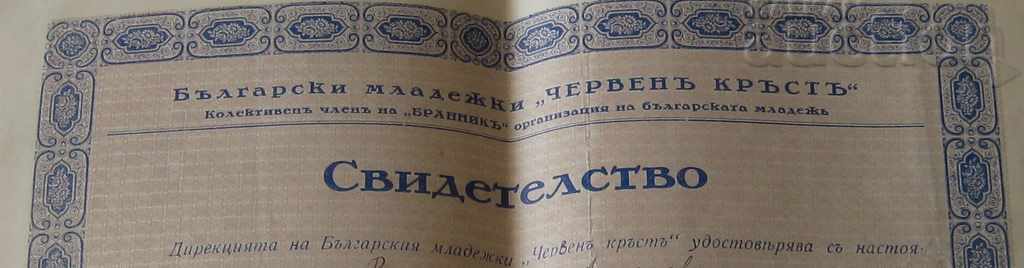 Български младежки „ЧЕРВЕНЪ КРЪСТЪ“
Колективенъ членъ на „БРАННИКЪ“ организация на българската младежь
Свидетелство
Дирекцията на Българския младежки „Червенъ кръстъ“ удостовѣрява съ настоя-